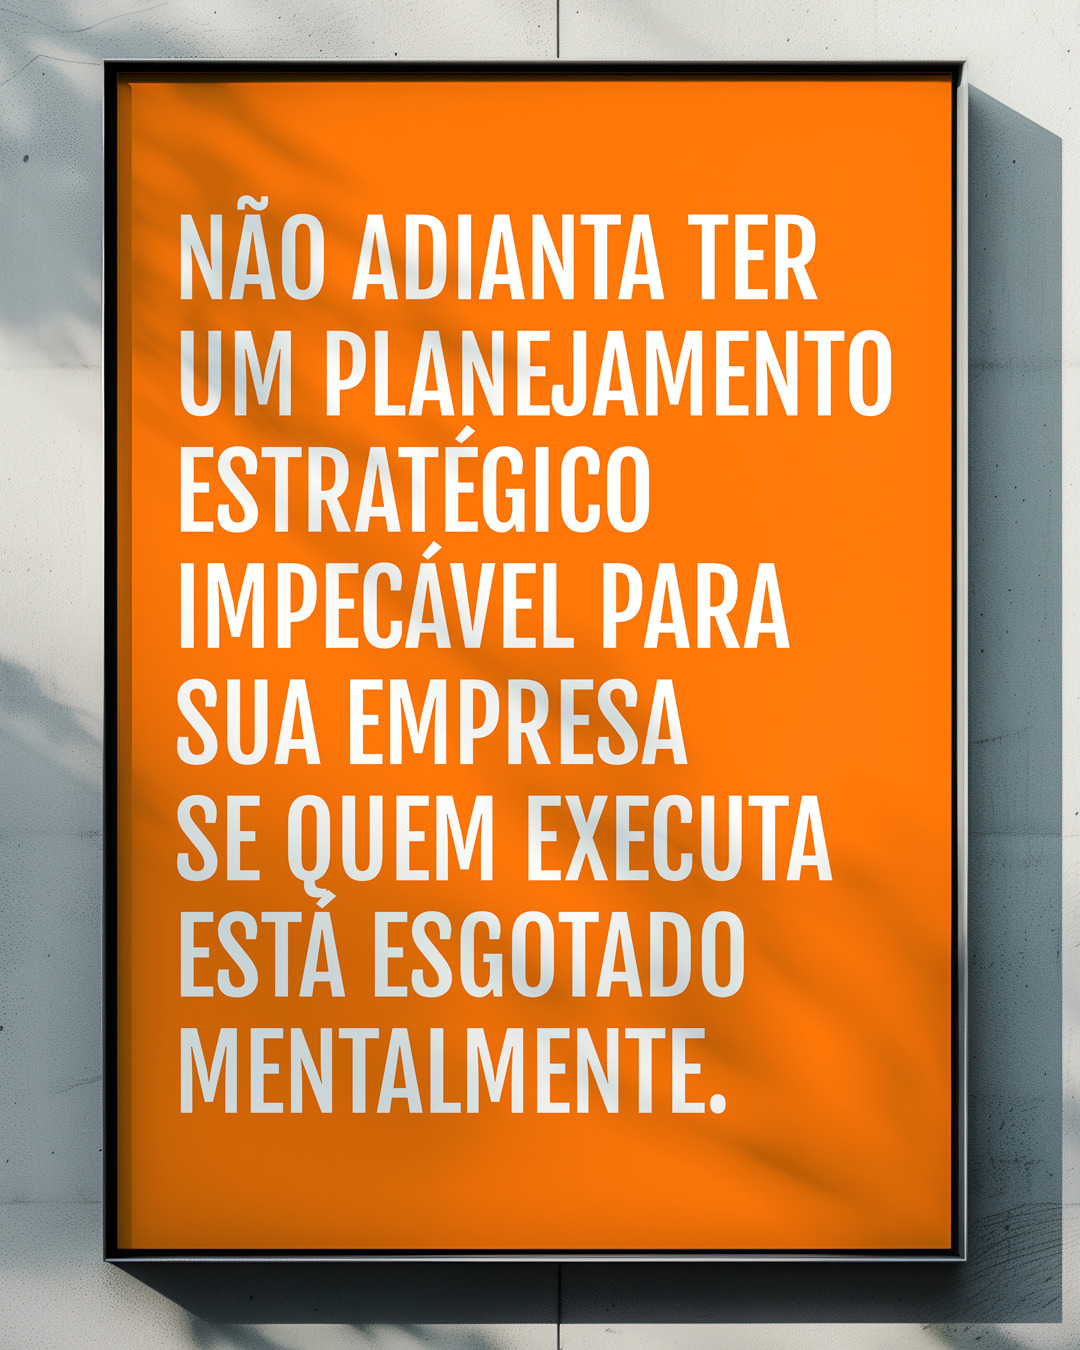 NÃO ADIANTA TER
UM PLANEJAMENTO
ESTRATÉGICO
IMPECÁVEL PARA
SUA EMPRESA
SE QUEM EXECUTA
ESTÁ ESGOTADO
MENTALMENTE.